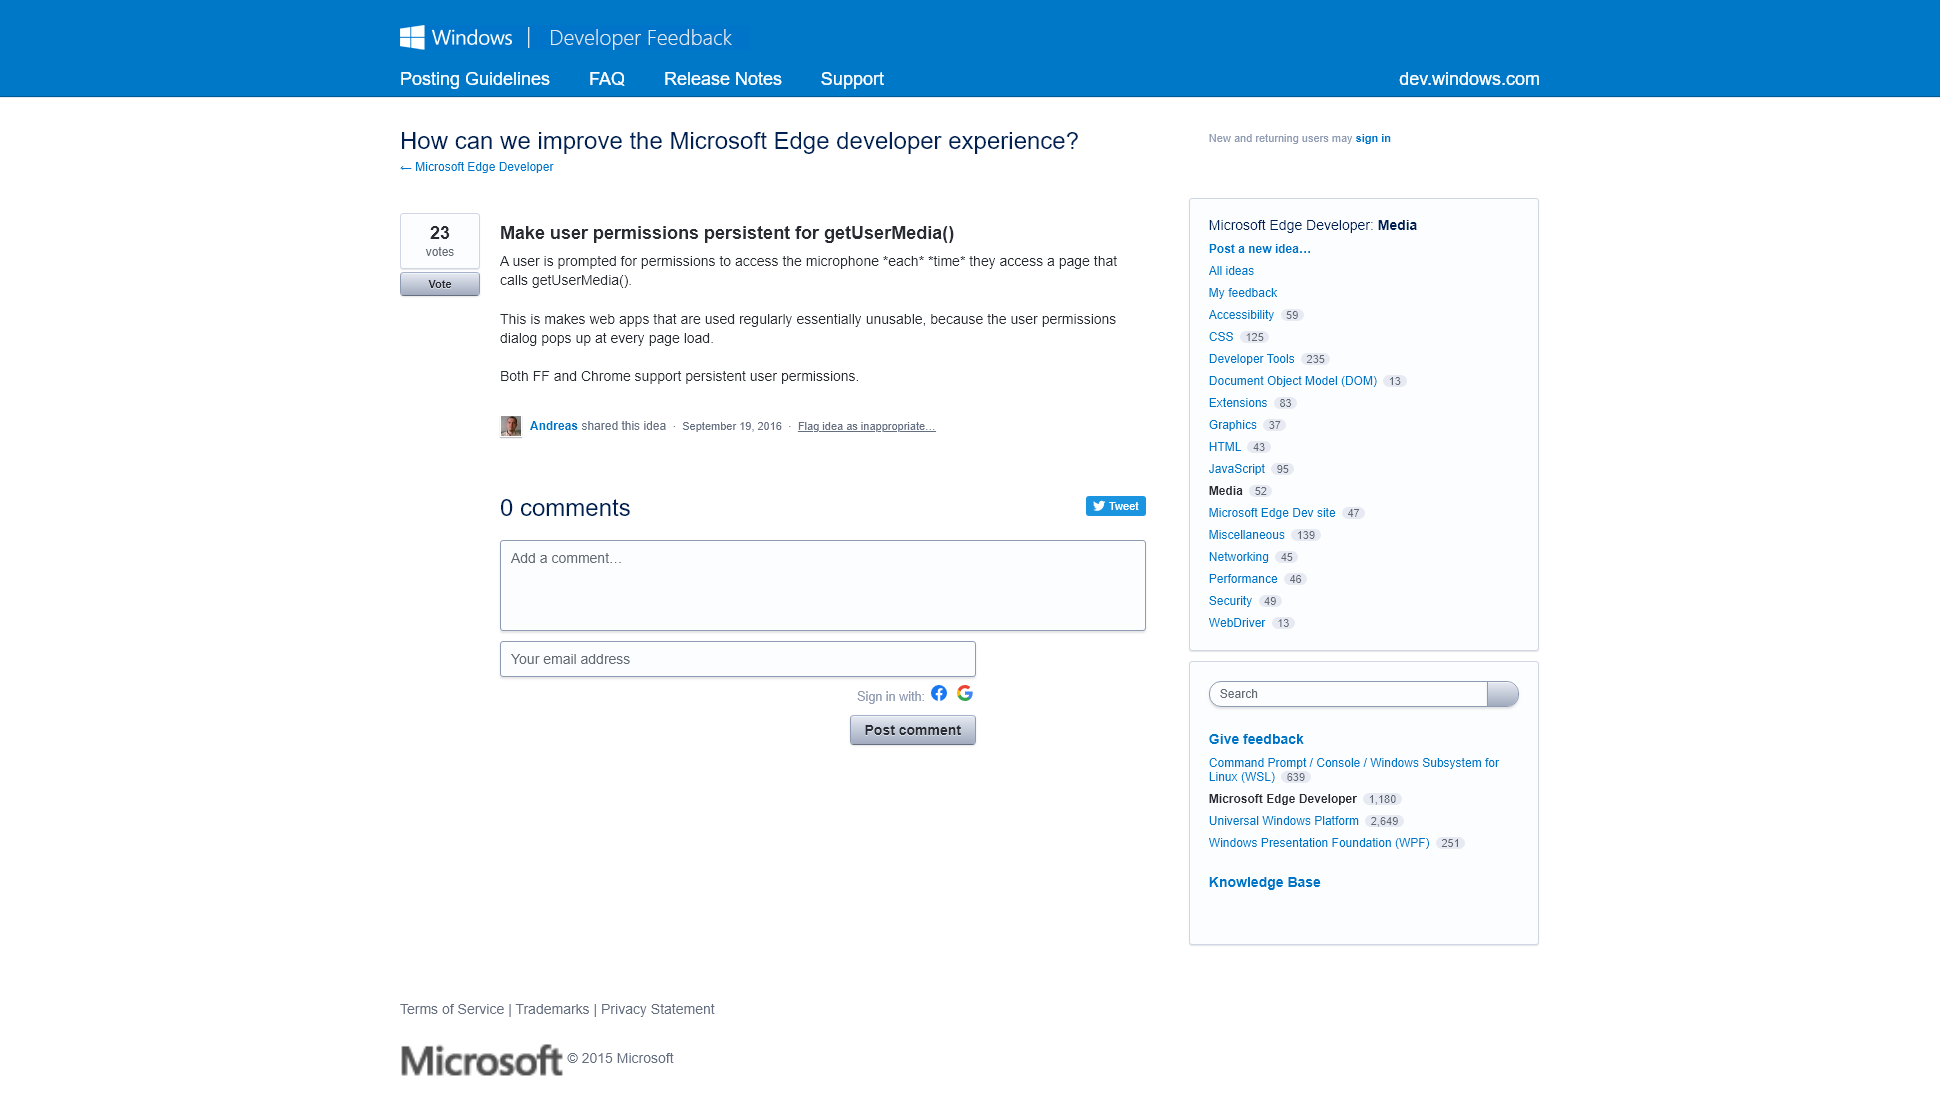 Windows | Developer Feedback
Posting Guidelines FAQ Release Notes Support dev.windows.com
How can we improve the Microsoft Edge developer experience?
← Microsoft Edge Developer
New and returning users may sign in
23
votes
Vote
Make user permissions persistent for getUserMedia()
A user is prompted for permissions to access the microphone *each* *time* they access a page that
calls getUserMedia().
This is makes web apps that are used regularly essentially unusable, because the user permissions
dialog pops up at every page load.
Both FF and Chrome support persistent user permissions.
Andreas shared this idea · September 19, 2016 · Flag idea as inappropriate…
0 comments
Tweet
Add a comment…
Your email address
Sign in with:
Post comment
Microsoft Edge Developer: Media
Post a new idea…
All ideas
My feedback
Accessibility 59
CSS 125
Developer Tools 235
Document Object Model (DOM) 13
Extensions 83
Graphics 37
HTML 43
JavaScript 95
Media 52
Microsoft Edge Dev site 47
Miscellaneous 139
Networking 45
Performance 46
Security 49
WebDriver 13
Search
Give feedback
Command Prompt / Console / Windows Subsystem for
Linux (WSL) 639
Microsoft Edge Developer 1,180
Universal Windows Platform 2,649
Windows Presentation Foundation (WPF) 251
Knowledge Base
Terms of Service | Trademarks | Privacy Statement
Microsoft © 2015 Microsoft